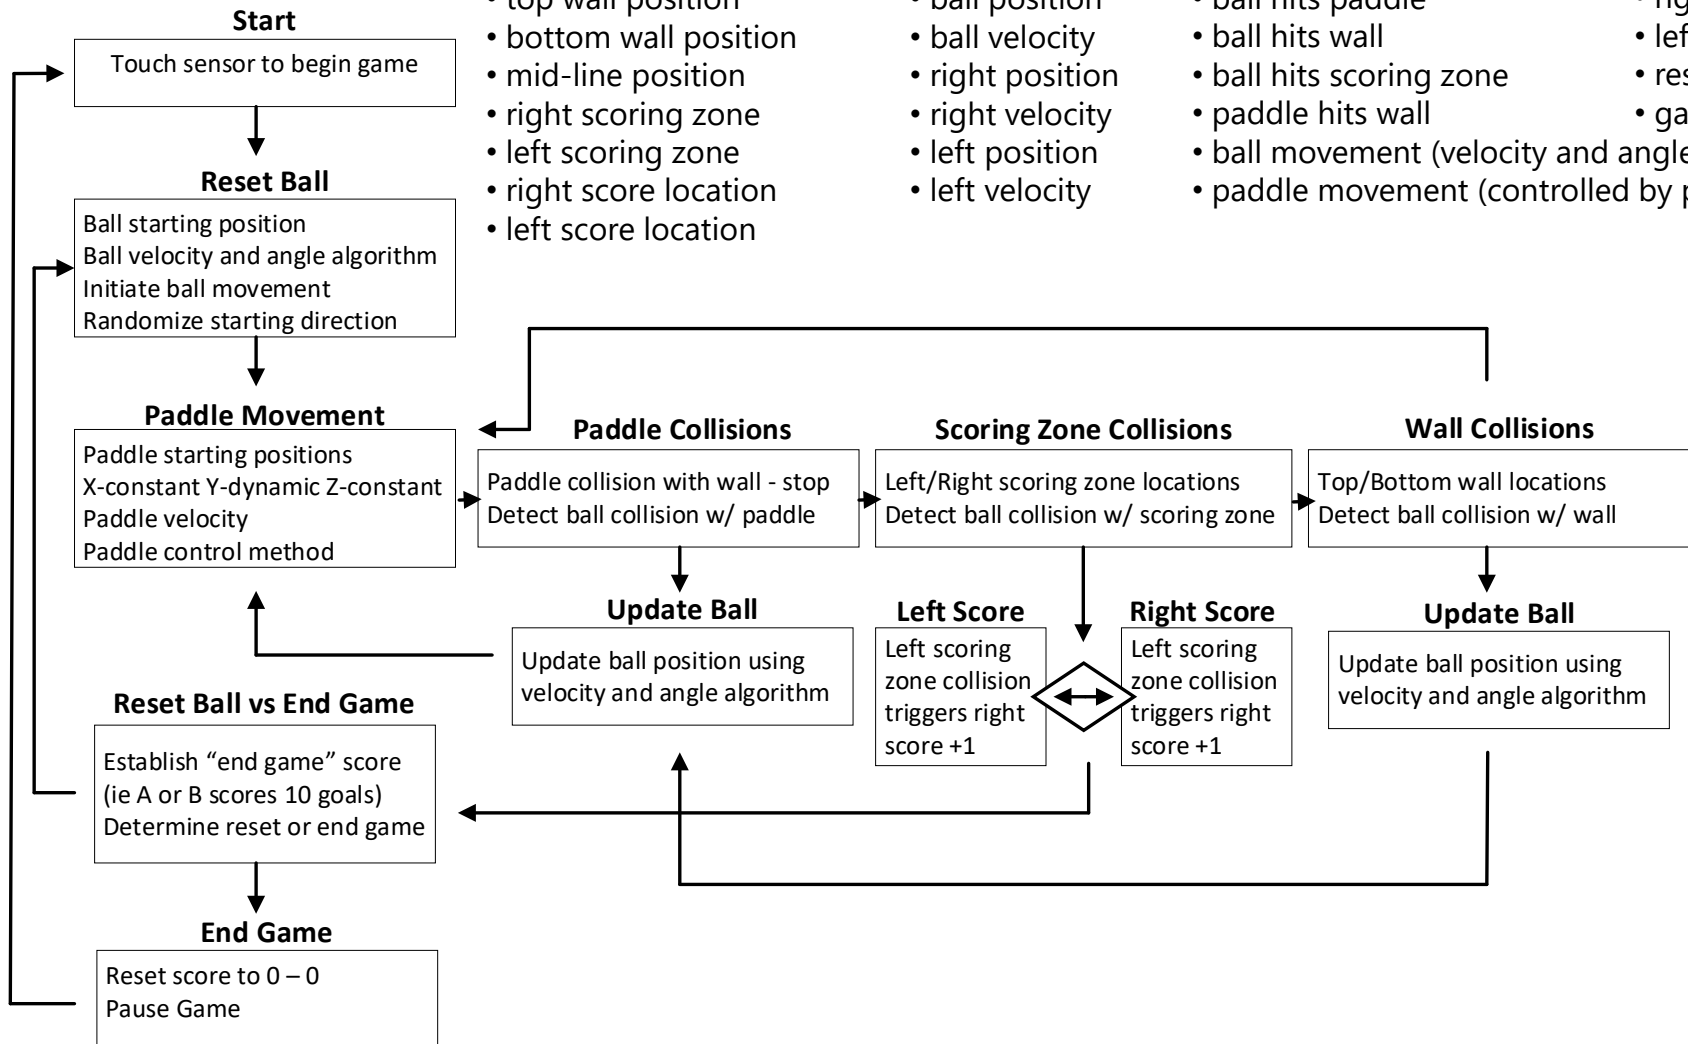 Start
Touch sensor to begin game
• top wall position
• bottom wall position
• mid-line position
• right scoring zone
• left scoring zone
• right score location
• left score location
• ball position
• ball velocity
• right position
• right velocity
• left position
• left velocity
• ball hits paddle
• ball hits wall
• ball hits scoring zone
• paddle hits wall
• ball movement (velocity and angle
• paddle movement (controlled by
Reset Ball
Ball starting position
Ball velocity and angle algorithm
Initiate ball movement
Randomize starting direction
Paddle Movement
Paddle starting positions
X-constant Y-dynamic Z-constant
Paddle velocity
Paddle control method
Paddle Collisions
Paddle collision with wall - stop
Detect ball collision w/ paddle
Scoring Zone Collisions
Left/Right scoring zone locations
Detect ball collision w/ scoring zone
Wall Collisions
Top/Bottom wall locations
Detect ball collision w/ wall
Update Ball
Update ball position using
velocity and angle algorithm
Left Score
Left scoring
zone collision
triggers right
score +1
Right Score
Left scoring
zone collision
triggers right
score +1
Update Ball
Update ball position using
velocity and angle algorithm
Reset Ball vs End Game
Establish “end game” score
(ie A or B scores 10 goals)
Determine reset or end game
End Game
Reset score to 0 – 0
Pause Game